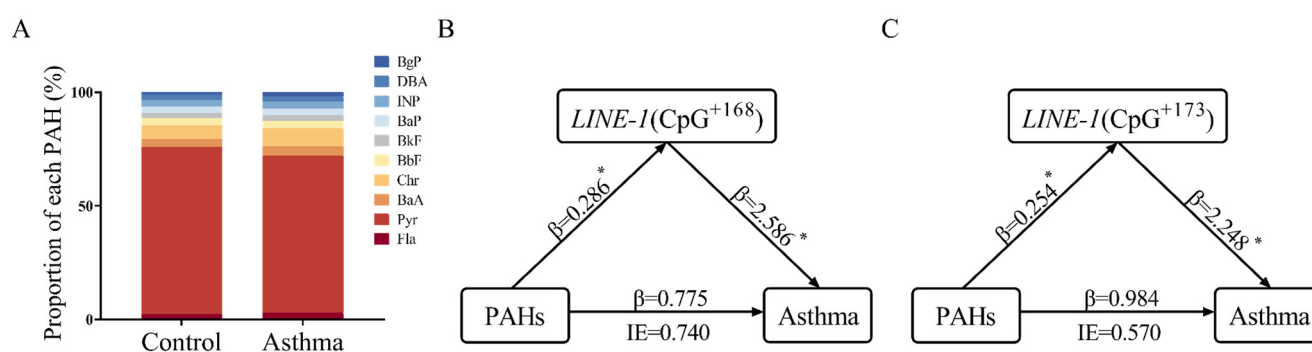 A
Proportion of each PAH (%)
100
50
0
Control
Asthma
BgP
DBA
INP
BaP
BkF
BbF
Chr
BaA
Pyr
Fla
B
LINE-1(CpG+168)
β=0.286*
β=2.586 *
PAHs
β=0.775
IE=0.740
Asthma
C
LINE-1(CpG+173)
β=0.254*
β=2.248 *
PAHs
β=0.984
IE=0.570
Asthma